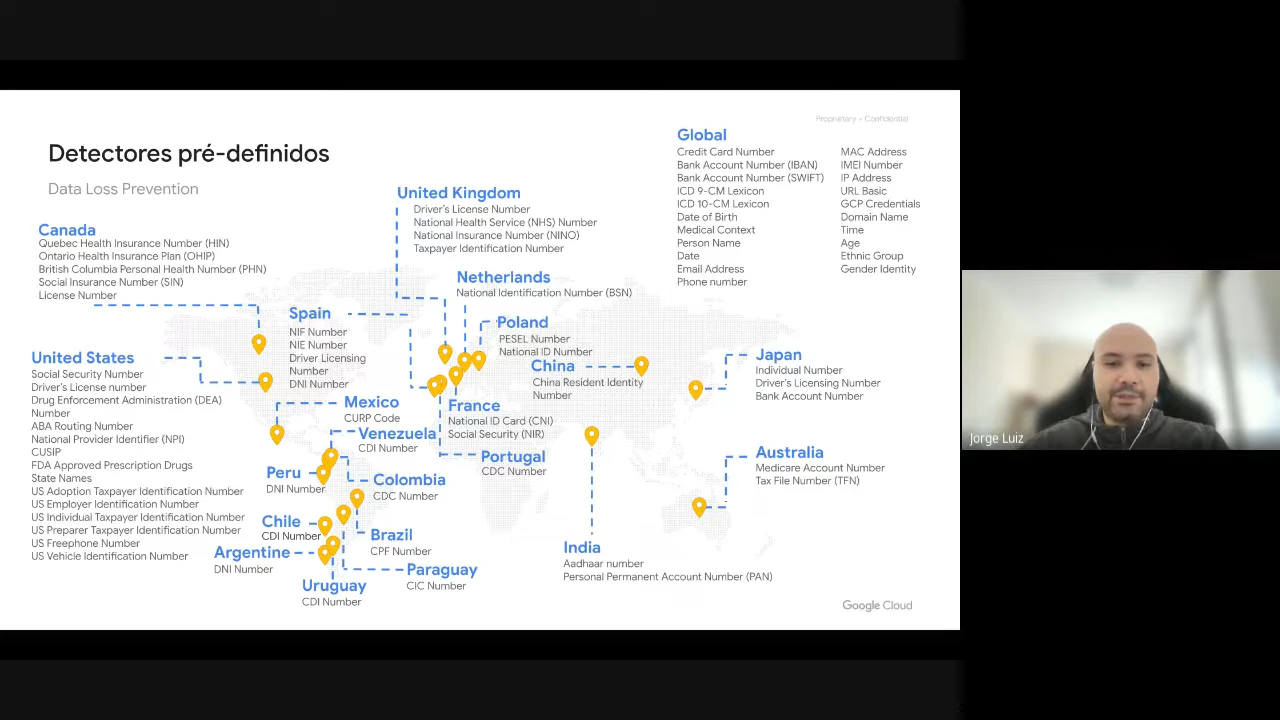 Proprietary + Confidential
Detectores pré-definidos
Data Loss Prevention
Global
Credit Card Number
Bank Account Number (IBAN)
Bank Account Number (SWIFT)
ICD 9-CM Lexicon
ICD 10-CM Lexicon
Date of Birth
Medical Context
Person Name
Date
Email Address
Phone number
MAC Address
IMEI Number
IP Address
URL Basic
GCP Credentials
Domain Name
Time
Age
Ethnic Group
Gender Identity
United Kingdom
Driver's License Number
National Health Service (NHS) Number
National Insurance Number (NINO)
Taxpayer Identification Number
Canada
Quebec Health Insurance Number (HIN)
Ontario Health Insurance Plan (OHIP)
British Columbia Personal Health Number (PHN)
Social Insurance Number (SIN)
License Number
Netherlands
National Identification Number (BSN)
Spain
NIF Number
NIE Number
Driver Licensing
Number
DNI Number
Poland
PESEL Number
National ID Number
China
China Resident Identity
Number
Japan
Individual Number
Driver's Licensing Number
Bank Account Number
United States
Social Security Number
Driver's License number
Drug Enforcement Administration (DEA)
Number
ABA Routing Number
National Provider Identifier (NPI)
CUSIP
FDA Approved Prescription Drugs
State Names
US Adoption Taxpayer Identification Number
US Employer Identification Number
US Individual Taxpayer Identification Number
US Preparer Taxpayer Identification Number
US Freephone Number
US Vehicle Identification Number
Mexico
CURP Code
France
National ID Card (CNI)
Social Security (NIR)
Venezuela
CDI Number
Portugal
CDC Number
Peru
DNI Number
Colombia
CDC Number
Australia
Medicare Account Number
Tax File Number (TFN)
Chile
CDI Number
Brazil
CPF Number
Argentine
DNI Number
Paraguay
CIC Number
Uruguay
CDI Number
India
Aadhaar number
Personal Permanent Account Number (PAN)
Google Cloud
Jorge Luiz